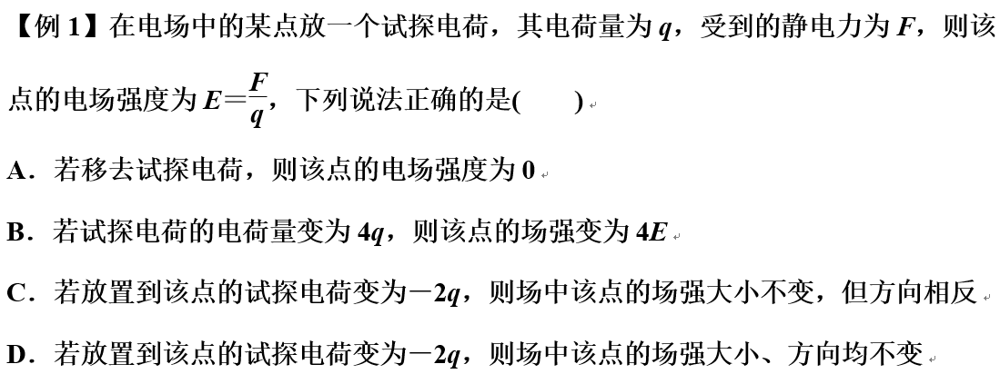 【例1】在电场中的某点放一个试探电荷，其电荷量为q，受到的静电力为F，则该
点的电场强度为E＝F/q，下列说法正确的是(　　)
A．若移去试探电荷，则该点的电场强度为0
B．若试探电荷的电荷量变为4q，则该点的场强变为4E
C．若放置到该点的试探电荷变为－2q，则场中该点的场强大小不变，但方向相反
D．若放置到该点的试探电荷变为－2q，则场中该点的场强大小、方向均不变